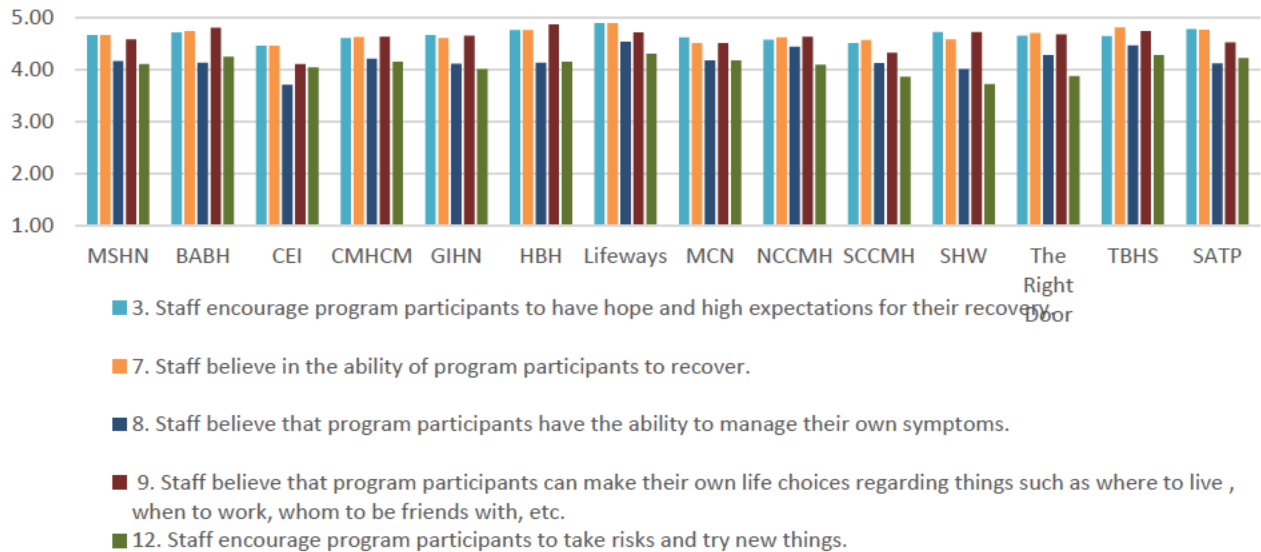 5.00
4.00
3.00
2.00
1.00
MSHN BABH CEI CMHCM GIHN HBH Lifeways MCN NCCMH SCCMH SHW The Right Door TBHS SATP
3. Staff encourage program participants to have hope and high expectations for their recovery.
7. Staff believe in the ability of program participants to recover.
8. Staff believe that program participants have the ability to manage their own symptoms.
9. Staff believe that program participants can make their own life choices regarding things such as where to live ,
when to work, whom to be friends with, etc.
12. Staff encourage program participants to take risks and try new things.